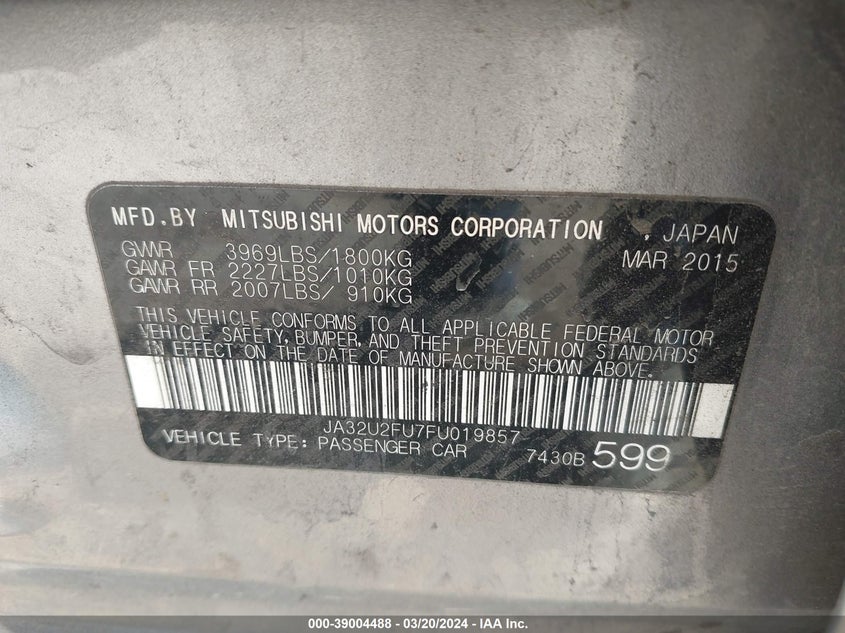 MFD.BY MITSUBISHI MOTORS CORPORATION , JAPAN
GVWR 3969LBS/1800KG MAR 2015
GAWR FR 2227LBS/1010KG
GAWR RR 2007LBS/ 910KG
THIS VEHICLE CONFORMS TO ALL APPLICABLE FEDERAL MOTOR
VEHICLE SAFETY, BUMPER, AND THEFT PREVENTION STANDARDS
IN EFFECT ON THE DATE OF MANUFACTURE SHOWN ABOVE.
JA32U2FU7FU019857
VEHICLE TYPE: PASSENGER CAR 7430B 599
000-39004488 - 03/20/2024 - IAA Inc.